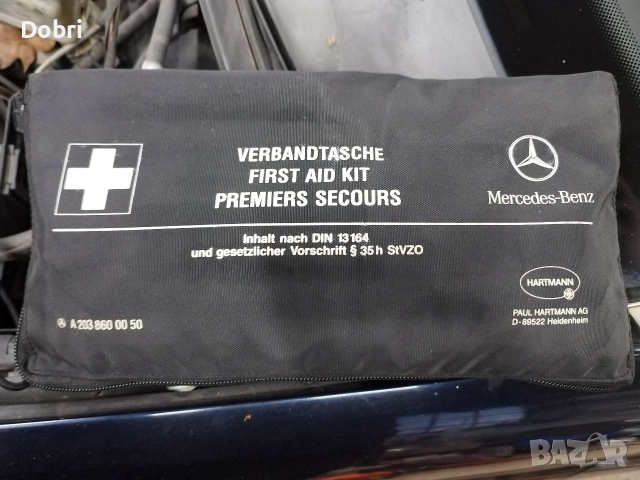 Dobri
VERBANDTASCHE
FIRST AID KIT
PREMIERS SECOURS
Mercedes-Benz
Inhalt nach DIN 13164
und gesetzlicher Vorschrift § 35h StVZO
HARTMANN
PAUL HARTMANN AG
D-89522 Heidenheim
A 203 860 00 50
BAZAR